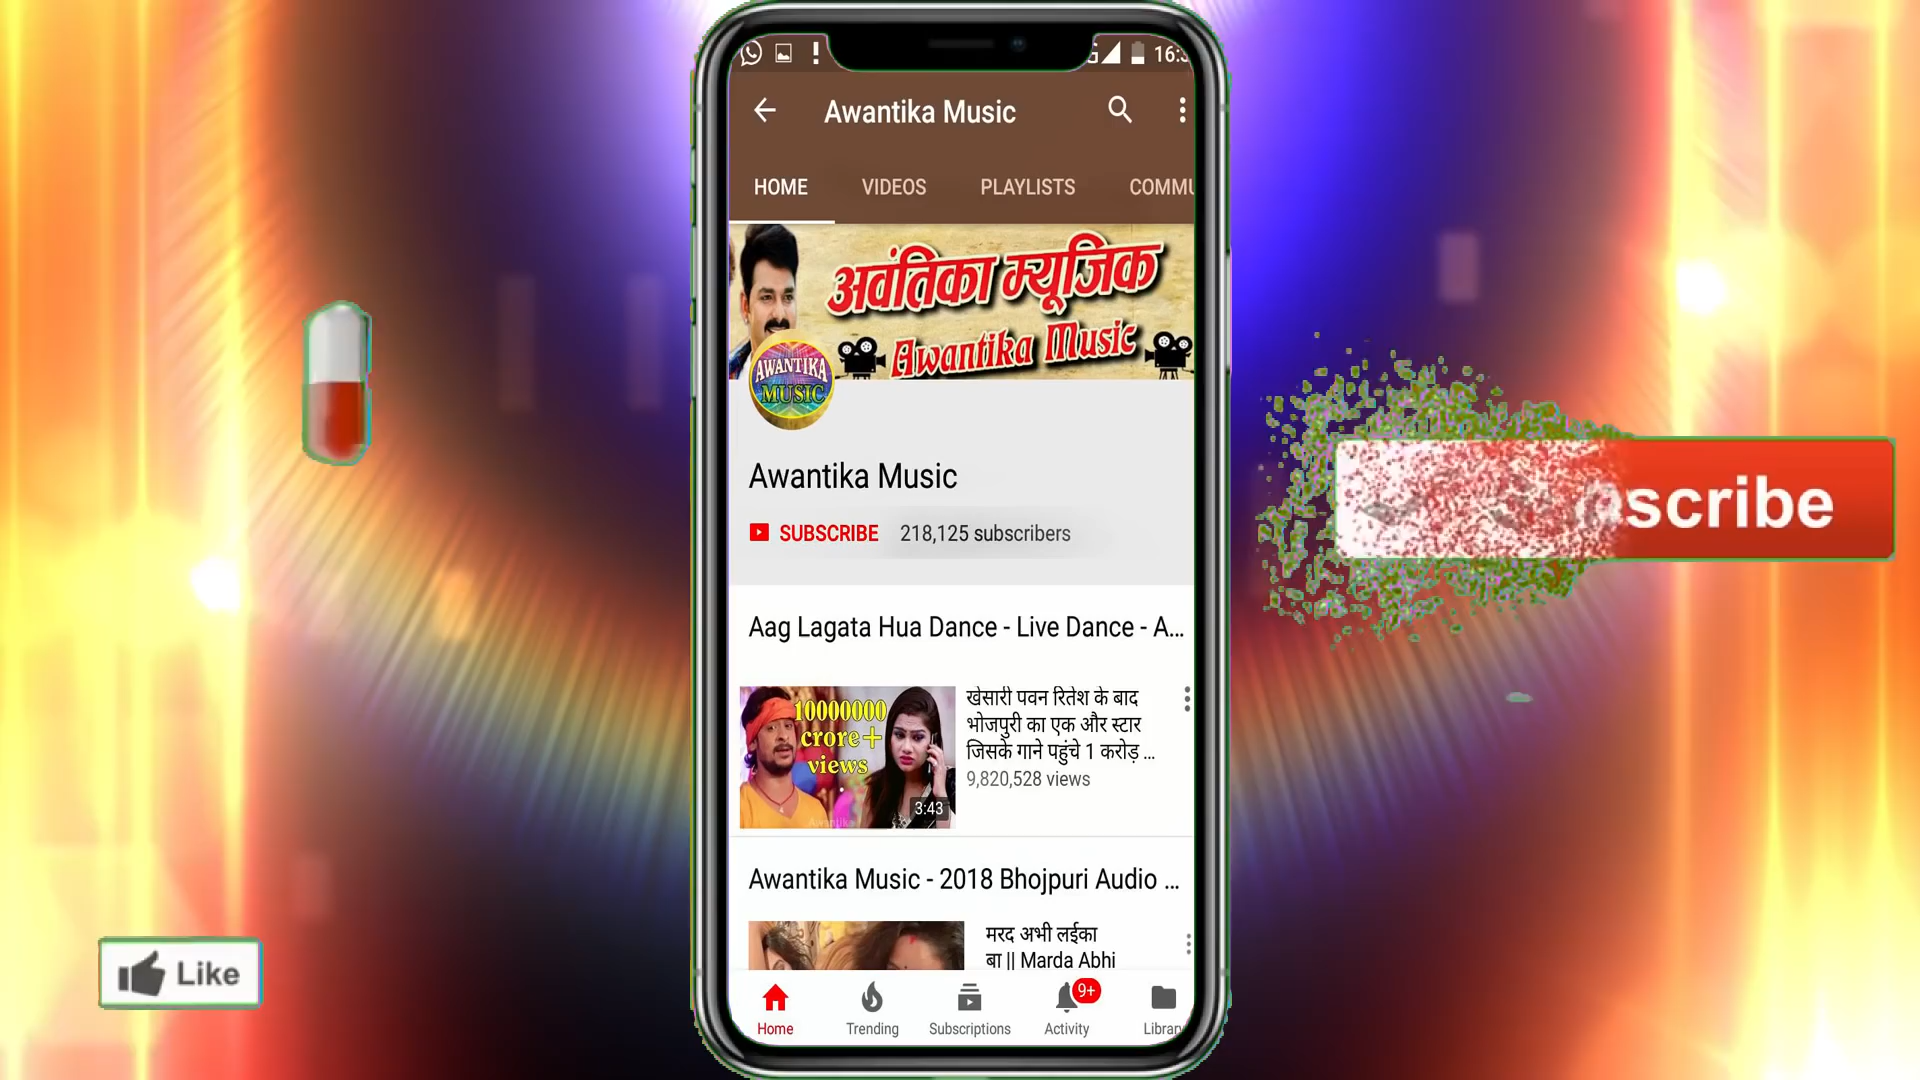 16:3
Awantika Music
HOME VIDEOS PLAYLISTS COMMU
अवंतिका म्यूजिक
Awantika Music
AWANTIKA
MUSIC
Awantika Music
SUBSCRIBE 218,125 subscribers
scribe
Aag Lagata Hua Dance - Live Dance - A...
10000000
crore+
views
Awantika
3:43
खेसारी पवन रितेश के बाद
भोजपुरी का एक और स्टार
जिसके गाने पहुंचे 1 करोड़ ...
9,820,528 views
Awantika Music - 2018 Bhojpuri Audio ...
मरद अभी लईका
बा || Marda Abhi
Like
9+
Home Trending Subscriptions Activity Library